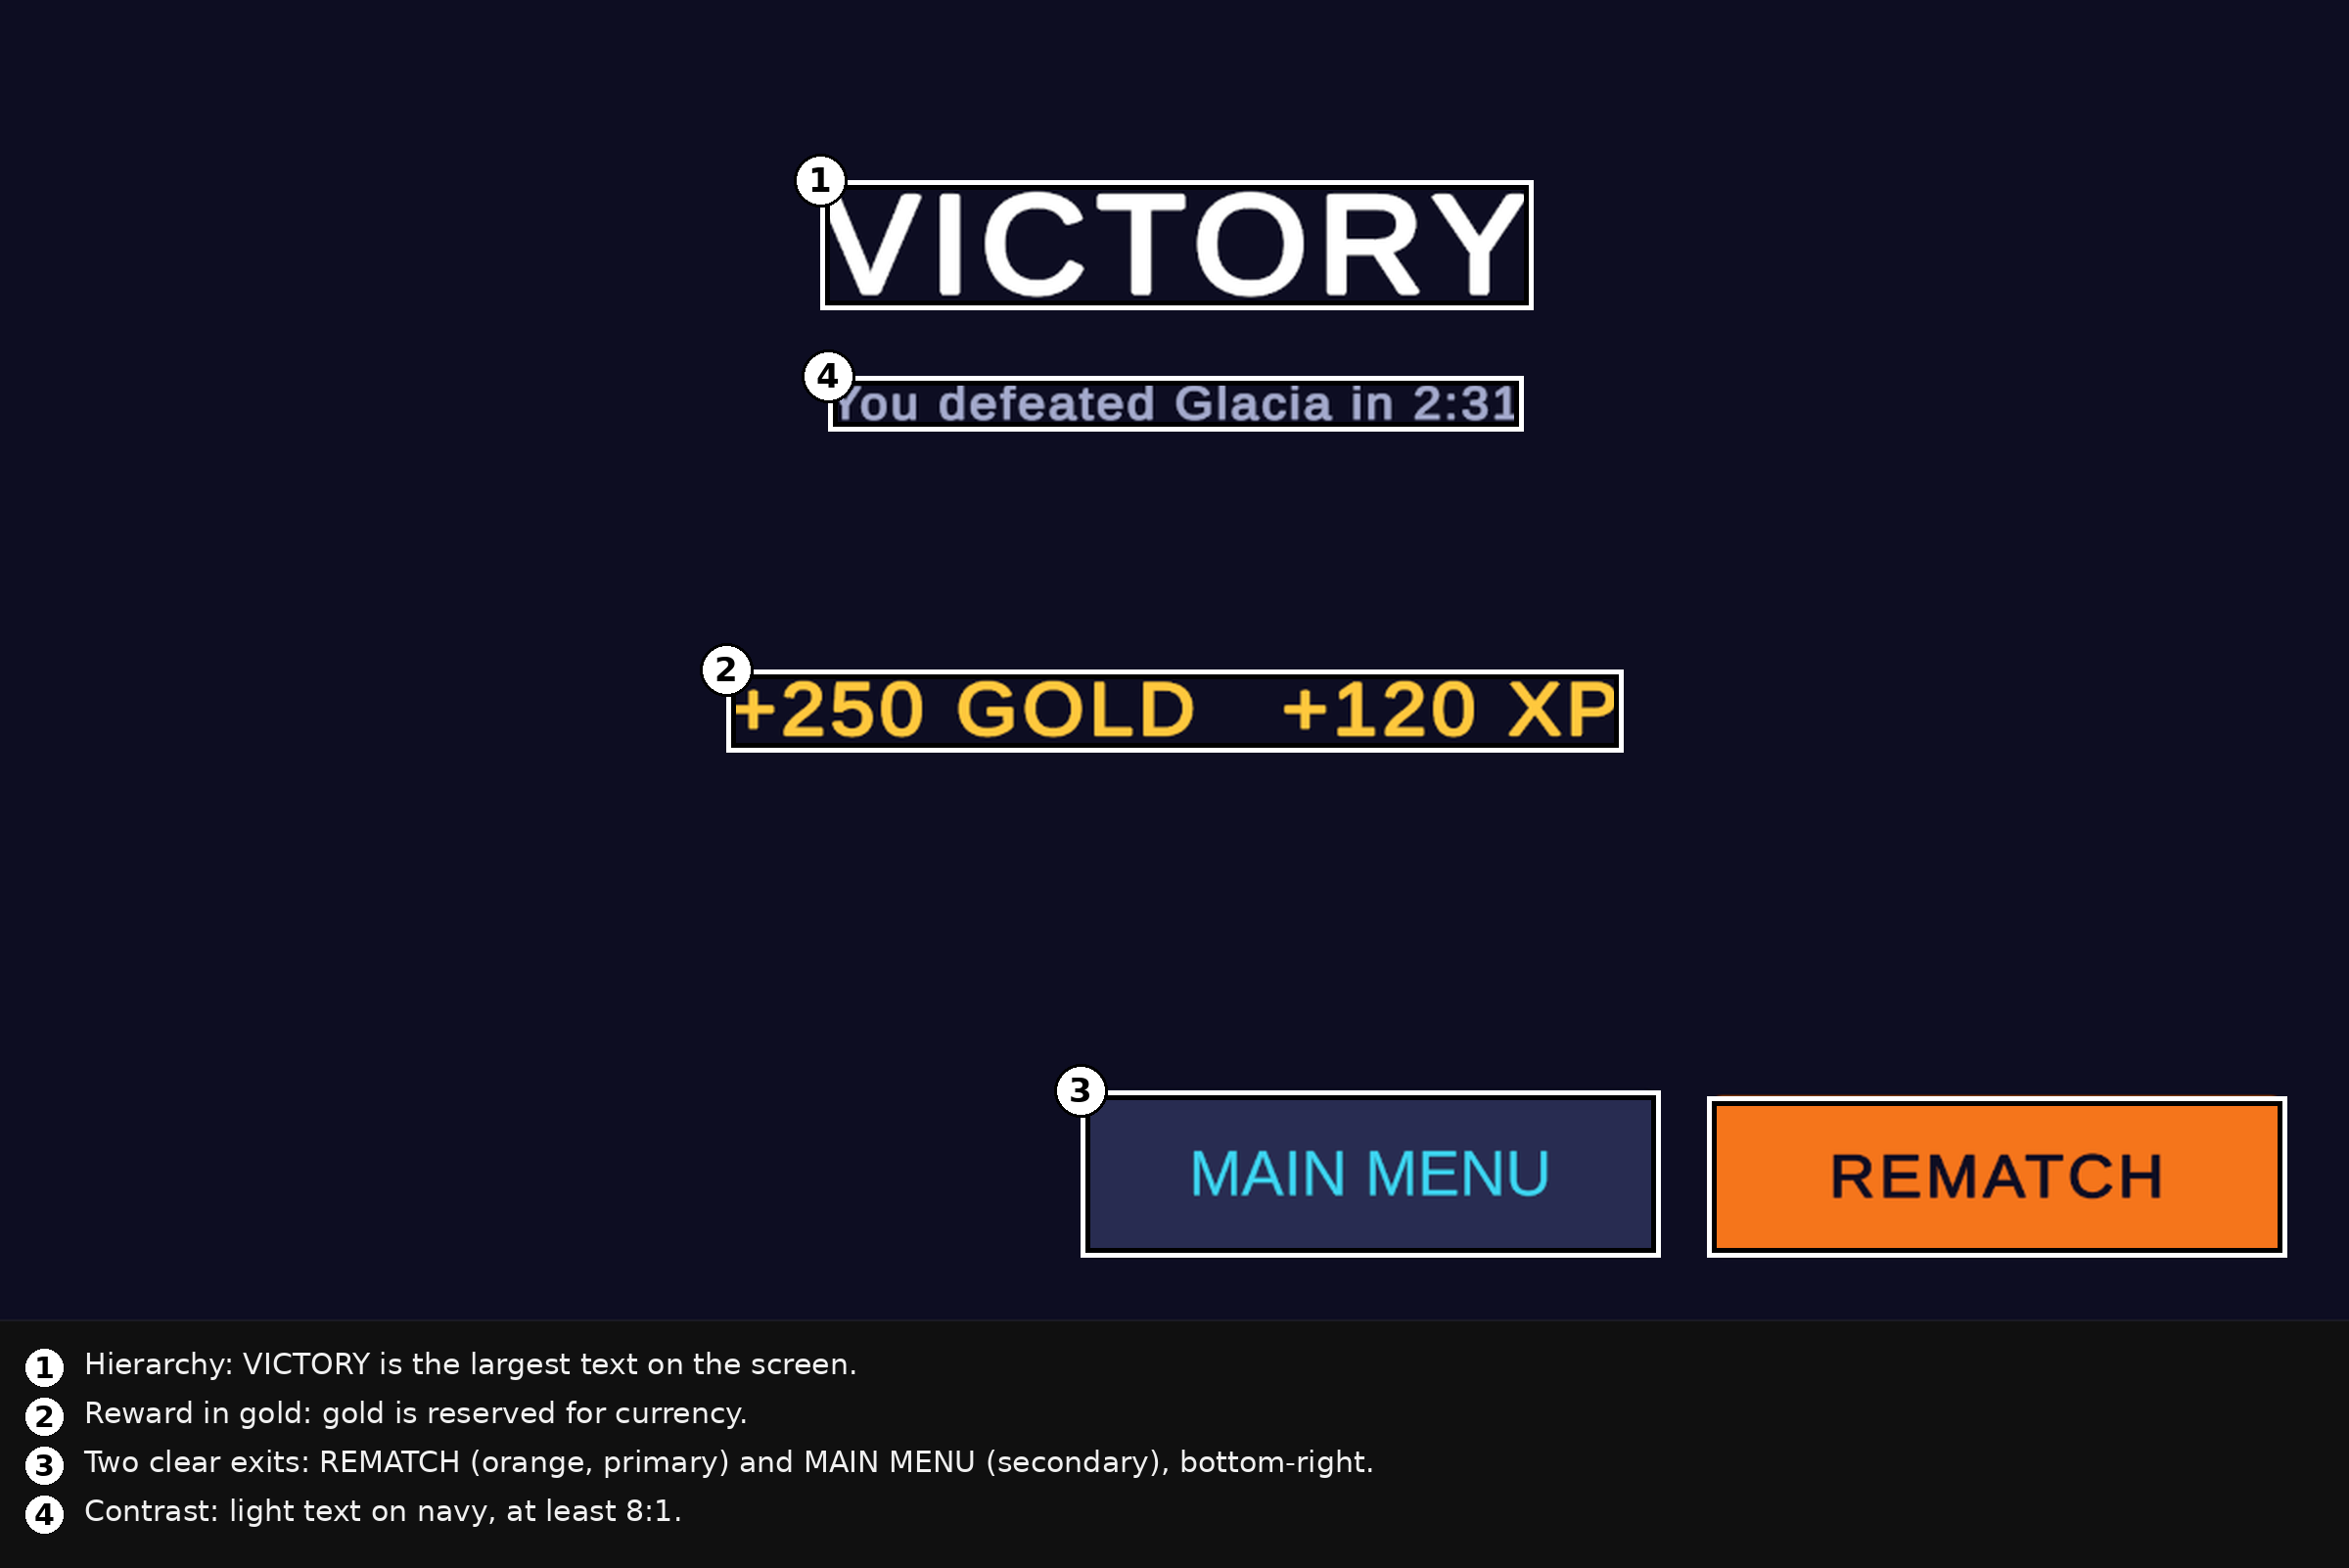 1
VICTORY
4
You defeated Glacia in 2:31
2
+250 GOLD +120 XP
3
MAIN MENU
REMATCH
1 Hierarchy: VICTORY is the largest text on the screen.
2 Reward in gold: gold is reserved for currency.
3 Two clear exits: REMATCH (orange, primary) and MAIN MENU (secondary), bottom-right.
4 Contrast: light text on navy, at least 8:1.